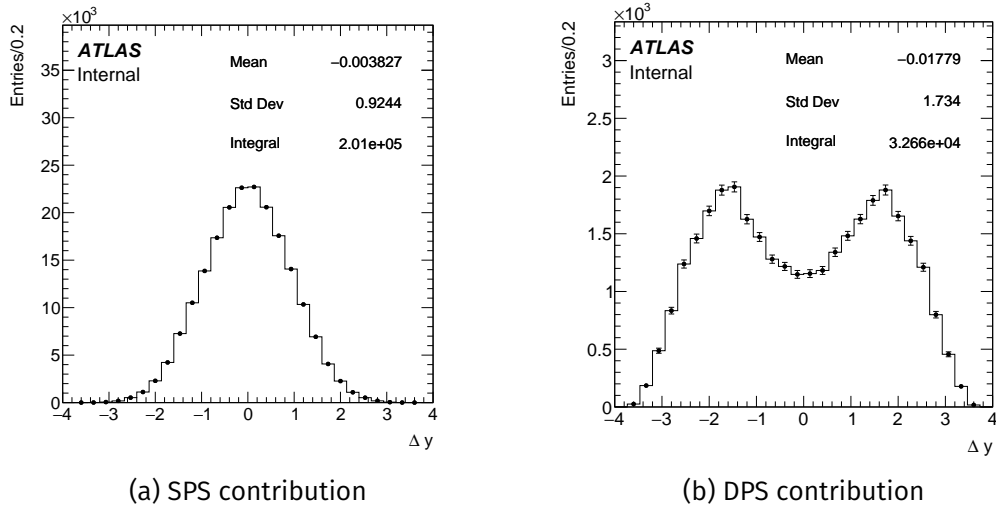 ×10³
Entries/0.2
ATLAS
Internal
Mean −0.003827
Std Dev 0.9244
Integral 2.01e+05
35
30
25
20
15
10
5
0
−4 −3 −2 −1 0 1 2 3 4
Δ y
(a) SPS contribution
×10³
Entries/0.2
ATLAS
Internal
Mean −0.01779
Std Dev 1.734
Integral 3.266e+04
3
2.5
2
1.5
1
0.5
0
−4 −3 −2 −1 0 1 2 3 4
Δ y
(b) DPS contribution